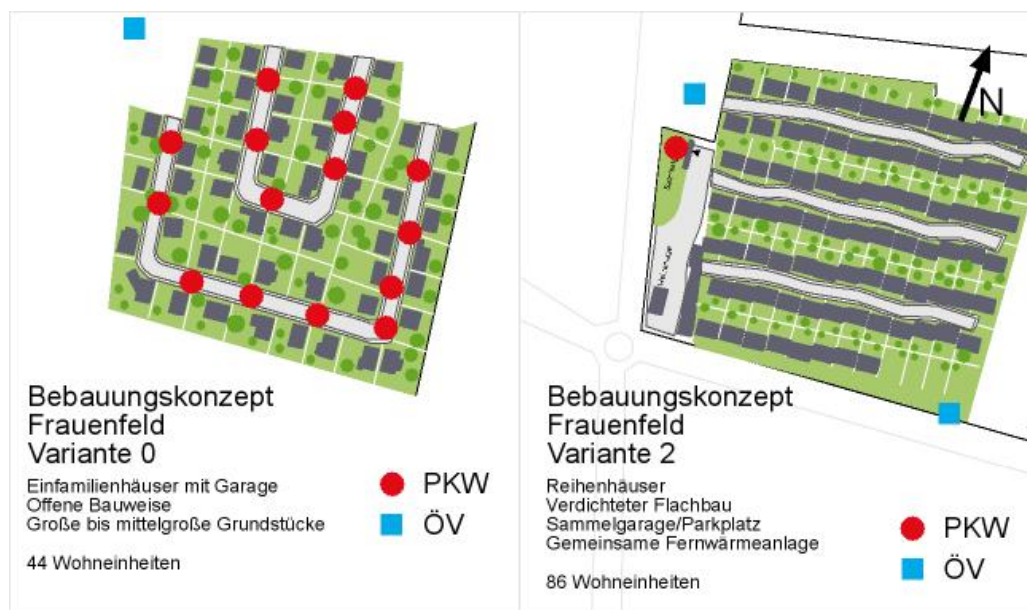 N
Bebauungskonzept
Frauenfeld
Variante 0
Einfamilienhäuser mit Garage
Offene Bauweise
Große bis mittelgroße Grundstücke
44 Wohneinheiten
PKW
ÖV
Bebauungskonzept
Frauenfeld
Variante 2
Reihenhäuser
Verdichteter Flachbau
Sammelgarage/Parkplatz
Gemeinsame Fernwärmeanlage
86 Wohneinheiten
PKW
ÖV